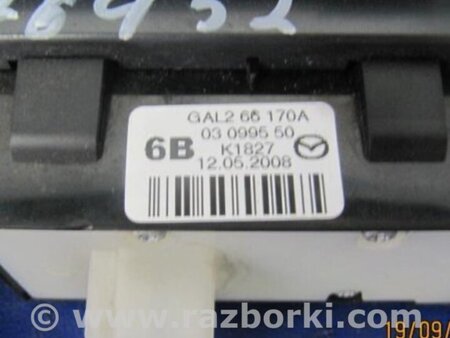 GAL2 66 170A
03 0995 50
6B
K1827
12.05.2008
© www.razborki.com
19/09/